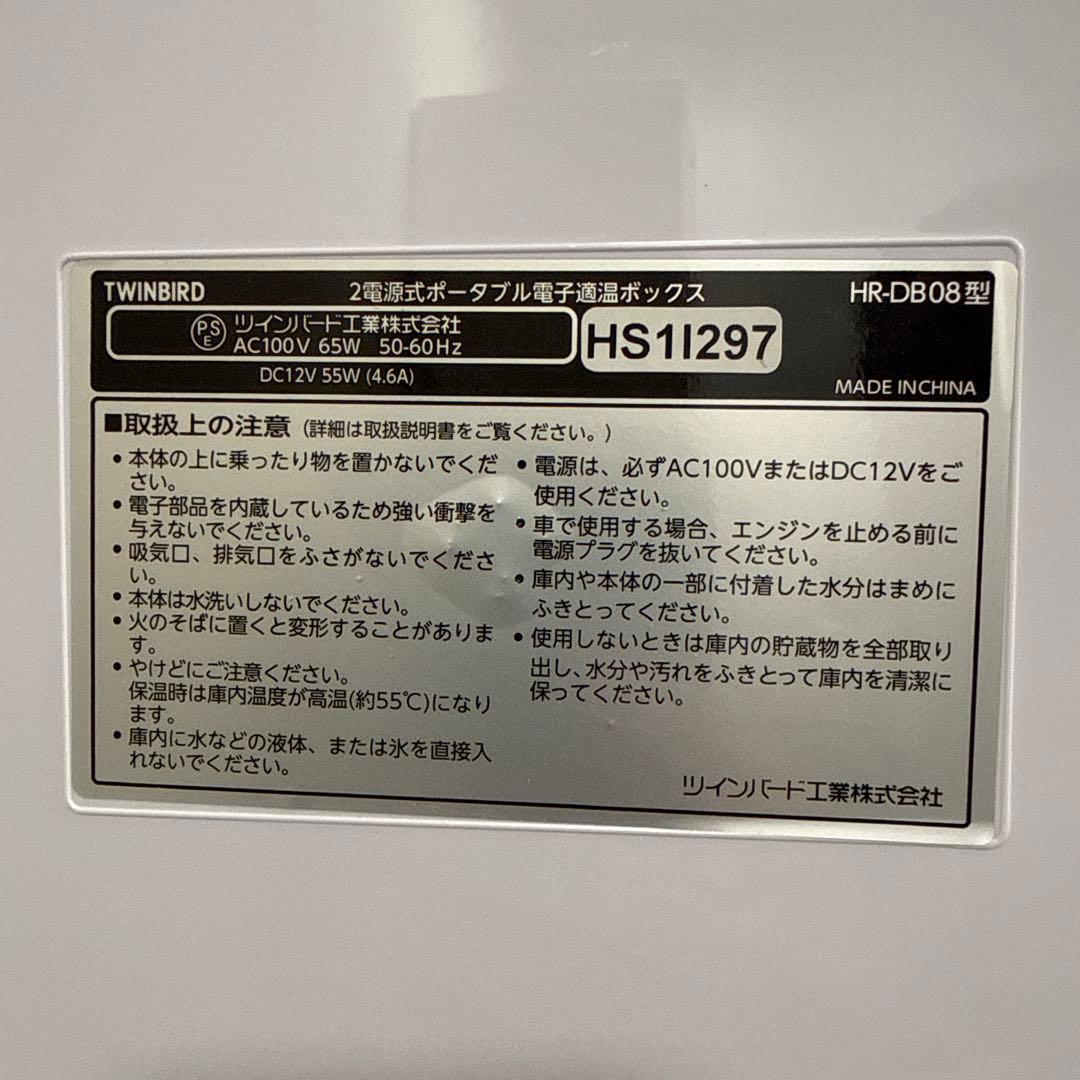 TWINBIRD 2電源式ポータブル電子適温ボックス HR-DB08型
PSE ツインバード工業株式会社
AC100V 65W 50-60Hz
HS1I297
DC12V 55W (4.6A)
MADE IN CHINA
■取扱上の注意 (詳細は取扱説明書をご覧ください。)
•本体の上に乗ったり物を置かないでくだ
さい。
•電子部品を内蔵しているため強い衝撃を
与えないでください。
•吸気口、排気口をふさがないでくださ
い。
•本体は水洗いしないでください。
•火のそばに置くと変形することがありま
す。
•やけどにご注意ください。
保温時は庫内温度が高温(約55℃)になり
ます。
•庫内に水などの液体、または氷を直接入
れないでください。
•電源は、必ずAC100VまたはDC12Vをご
使用ください。
•車で使用する場合、エンジンを止める前に
電源プラグを抜いてください。
•庫内や本体の一部に付着した水分はまめに
ふきとってください。
•使用しないときは庫内の貯蔵物を全部取り
出し、水分や汚れをふきとって庫内を清潔に
保ってください。
ツインバード工業株式会社